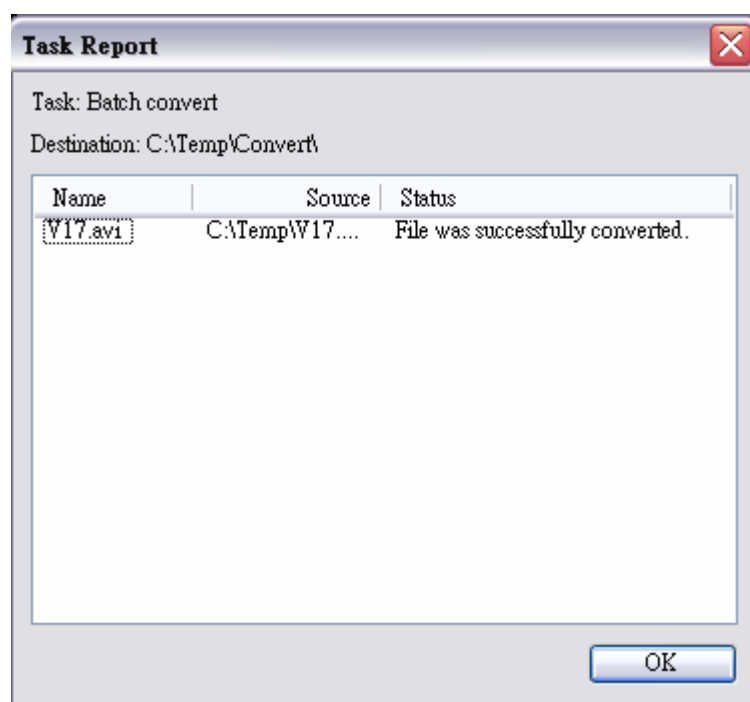 Task Report
Task: Batch convert
Destination: C:\Temp\Convert\
Name Source Status
V17.avi C:\Temp\V17.... File was successfully converted..
OK